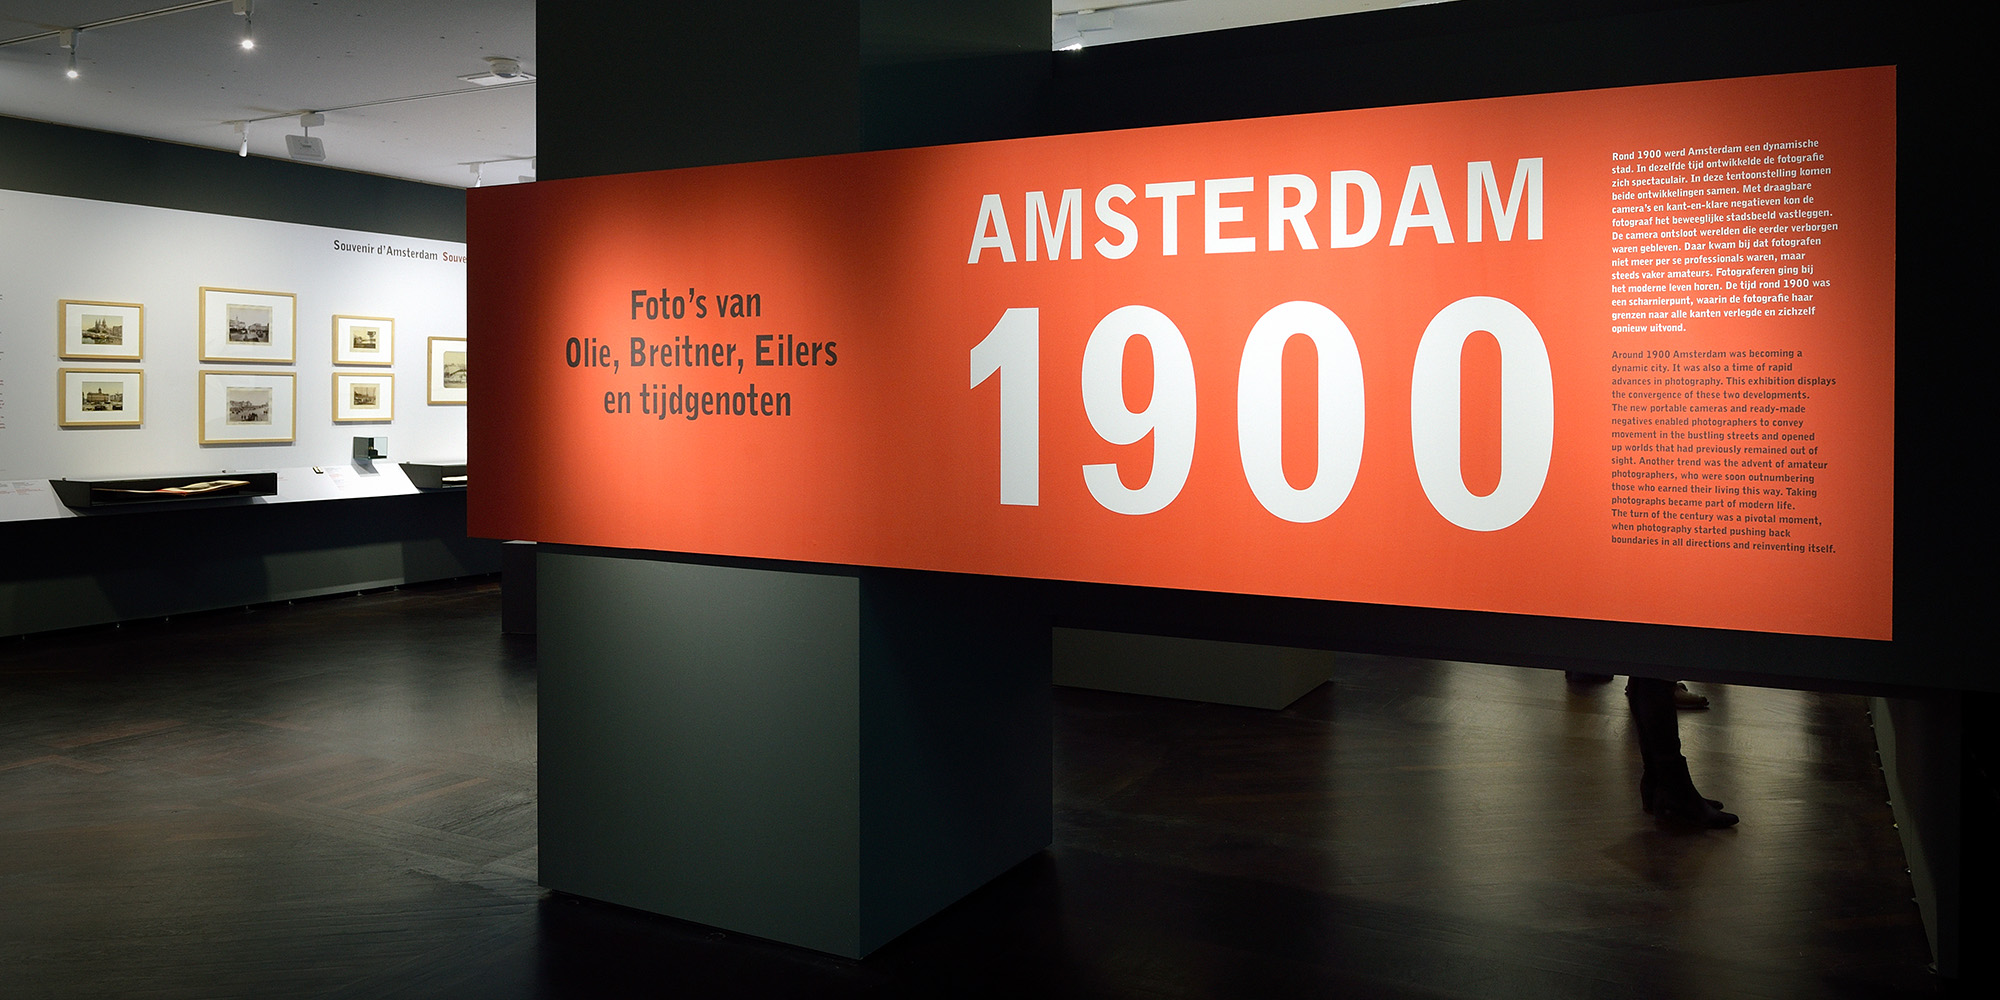 Souvenir d'Amsterdam Souve
Foto's van
Olie, Breitner, Eilers
en tijdgenoten
AMSTERDAM
1900
Rond 1900 werd Amsterdam een dynamische
stad. In dezelfde tijd ontwikkelde de fotografie
zich spectaculair. In deze tentoonstelling komen
beide ontwikkelingen samen. Met draagbare
camera's en kant-en-klare negatieven kon de
fotograaf het beweeglijke stadsbeeld vastleggen.
De camera ontsloot werelden die eerder verborgen
waren gebleven. Daar kwam bij dat fotografen
niet meer per se professionals waren, maar
steeds vaker amateurs. Fotograferen ging bij
het moderne leven horen. De tijd rond 1900 was
een scharnierpunt, waarin de fotografie haar
grenzen naar alle kanten verlegde en zichzelf
opnieuw uitvond.
Around 1900 Amsterdam was becoming a
dynamic city. It was also a time of rapid
advances in photography. This exhibition displays
the convergence of these two developments.
The new portable cameras and ready-made
negatives enabled photographers to convey
movement in the bustling streets and opened
up worlds that had previously remained out of
sight. Another trend was the advent of amateur
photographers, who were soon outnumbering
those who earned their living this way. Taking
photographs became part of modern life.
The turn of the century was a pivotal moment,
when photography started pushing back
boundaries in all directions and reinventing itself.